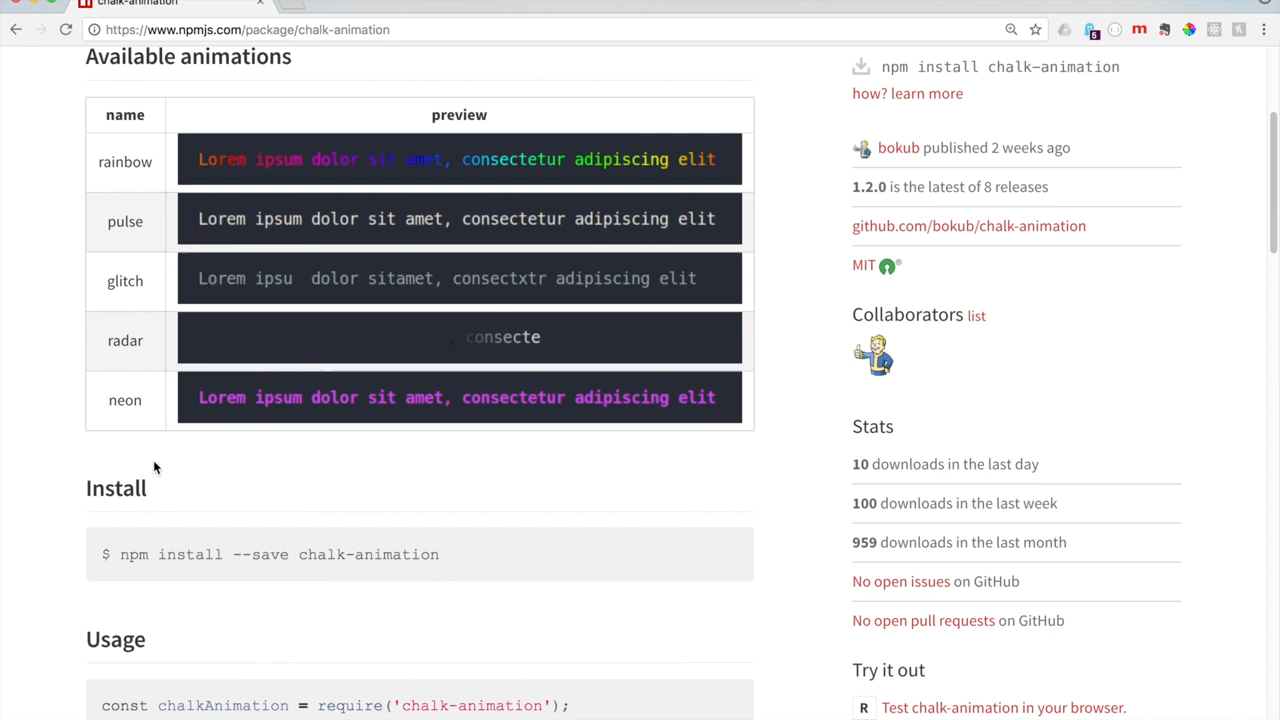 chalk-animation
https://www.npmjs.com/package/chalk-animation
5
m
Available animations
name preview
rainbow Lorem ipsum dolor sit amet, consectetur adipiscing elit
pulse Lorem ipsum dolor sit amet, consectetur adipiscing elit
glitch Lorem ipsu dolor sitamet, consectxtr adipiscing elit
radar , consecte
neon Lorem ipsum dolor sit amet, consectetur adipiscing elit
Install
$ npm install --save chalk-animation
Usage
const chalkAnimation = require('chalk-animation');
npm install chalk-animation
how? learn more
bokub published 2 weeks ago
1.2.0 is the latest of 8 releases
github.com/bokub/chalk-animation
MIT
Collaborators list
Stats
10 downloads in the last day
100 downloads in the last week
959 downloads in the last month
No open issues on GitHub
No open pull requests on GitHub
Try it out
R Test chalk-animation in your browser.